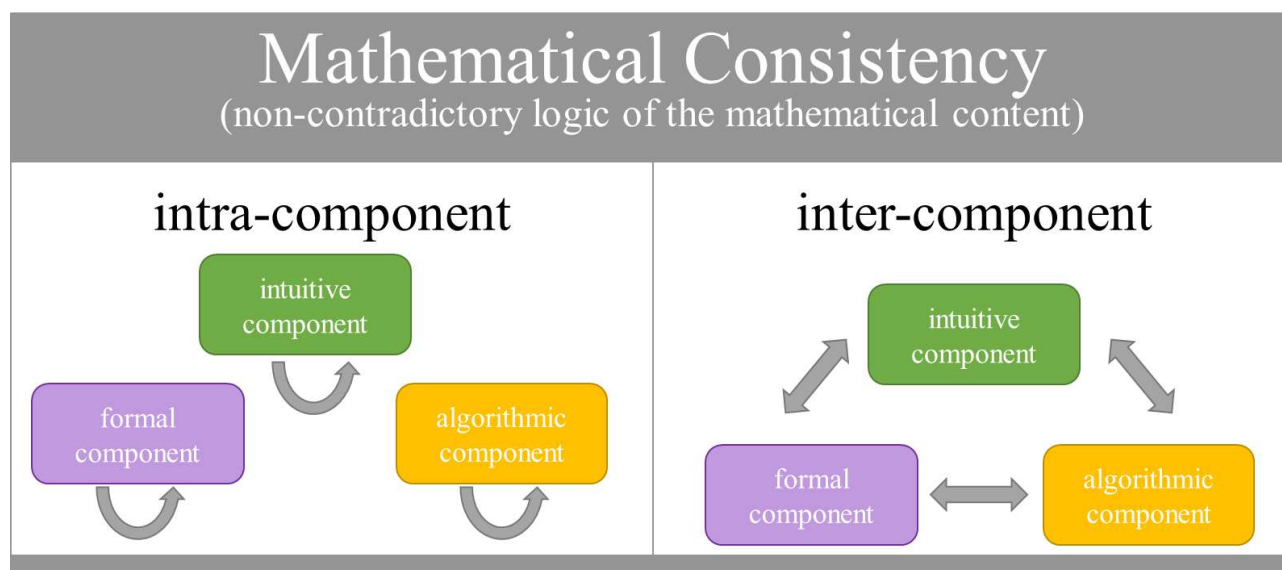 Mathematical Consistency
(non-contradictory logic of the mathematical content)
intra-component
intuitive
component
formal
component
algorithmic
component
inter-component
intuitive
component
formal
component
algorithmic
component